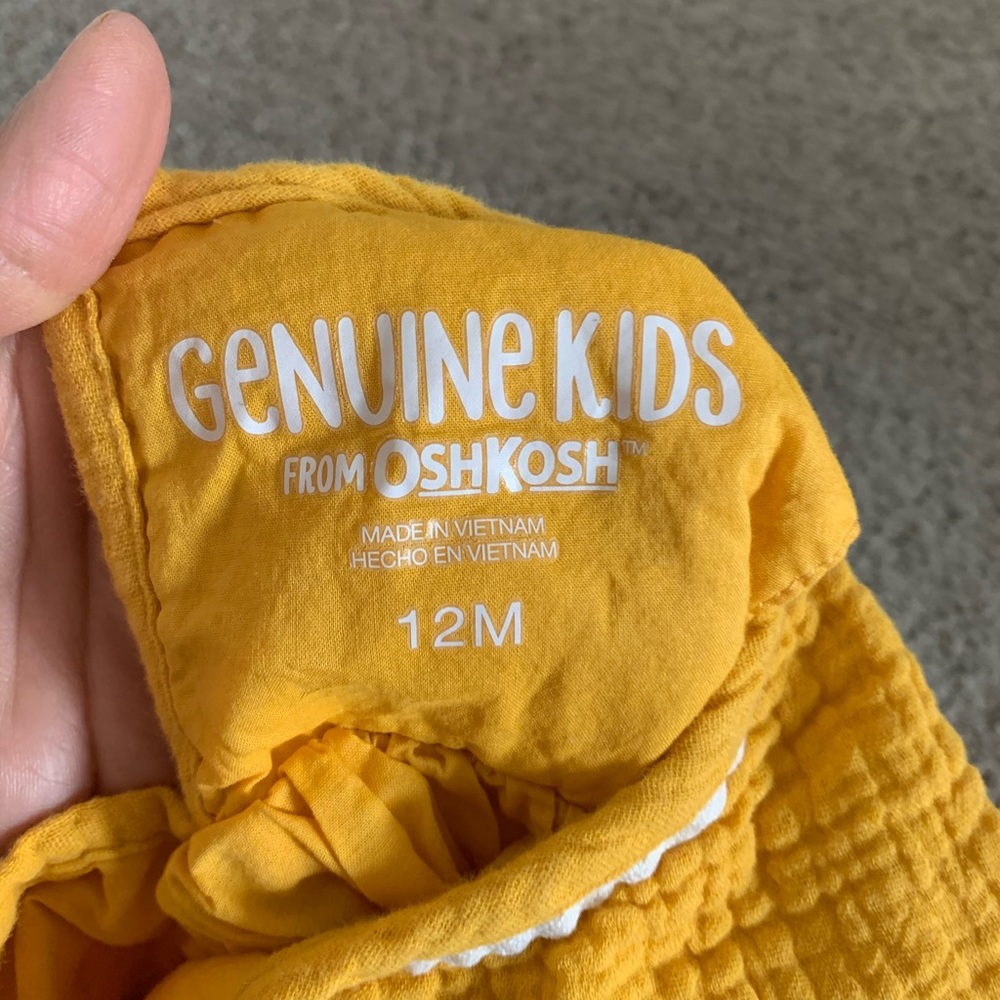 GeNUINe KIDS
FROM OSHKOSH™
MADE IN VIETNAM
HECHO EN VIETNAM
12M